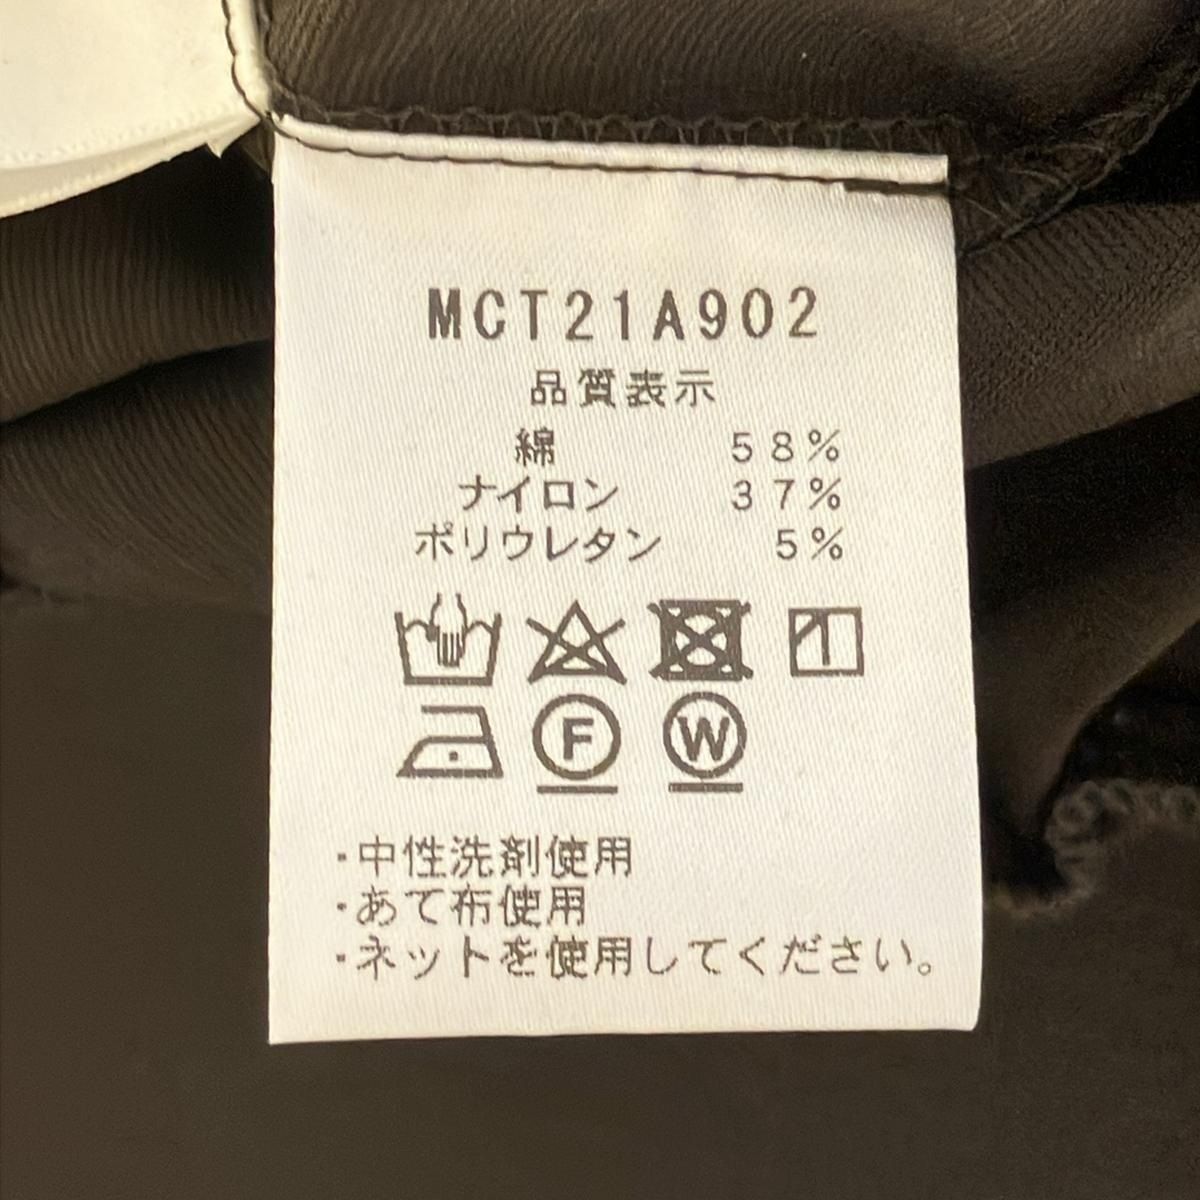 MCT21A902
品質表示
綿 58%
ナイロン 37%
ポリウレタン 5%
F W
・中性洗剤使用
・あて布使用
・ネットを使用してください。